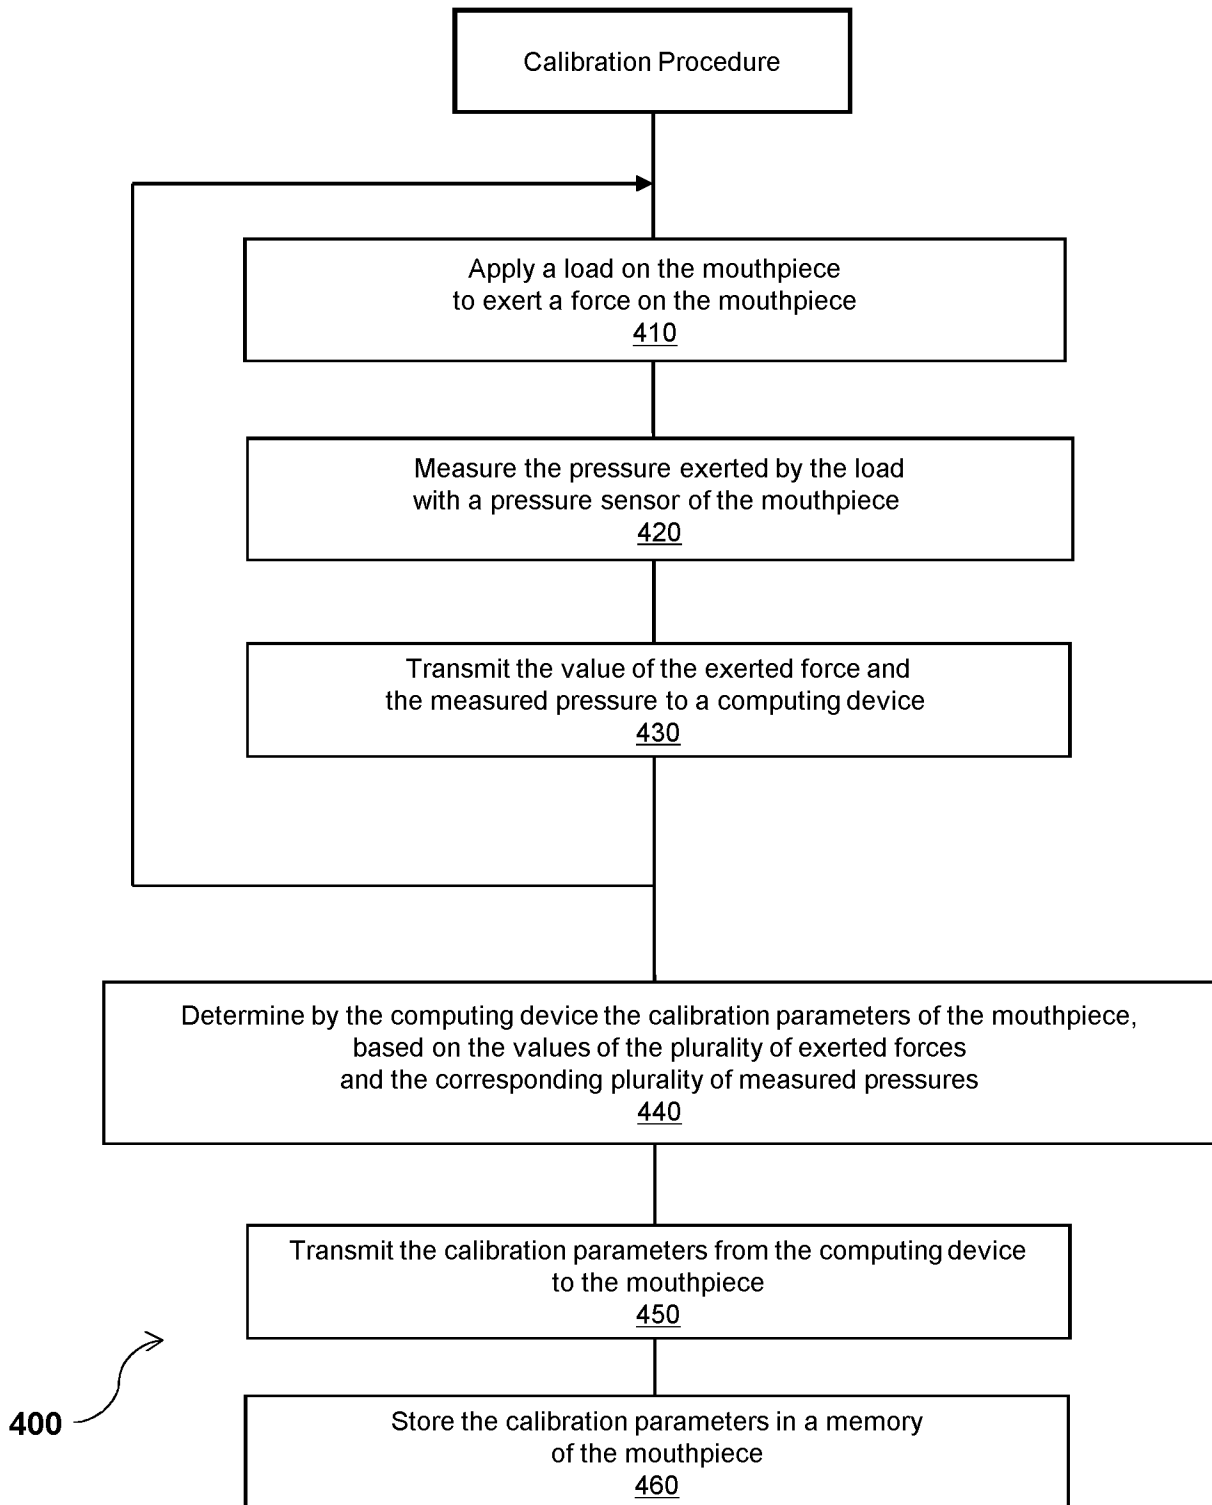 Calibration Procedure
Apply a load on the mouthpiece
to exert a force on the mouthpiece
410
Measure the pressure exerted by the load
with a pressure sensor of the mouthpiece
420
Transmit the value of the exerted force and
the measured pressure to a computing device
430
Determine by the computing device the calibration parameters of the mouthpiece,
based on the values of the plurality of exerted forces
and the corresponding plurality of measured pressures
440
Transmit the calibration parameters from the computing device
to the mouthpiece
450
400
Store the calibration parameters in a memory
of the mouthpiece
460